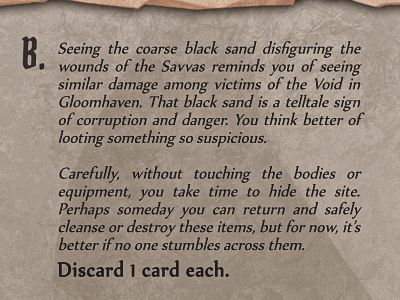 B. Seeing the coarse black sand disfiguring the
wounds of the Savvas reminds you of seeing
similar damage among victims of the Void in
Gloomhaven. That black sand is a telltale sign
of corruption and danger. You think better of
looting something so suspicious.
Carefully, without touching the bodies or
equipment, you take time to hide the site.
Perhaps someday you can return and safely
cleanse or destroy these items, but for now, it's
better if no one stumbles across them.
Discard 1 card each.